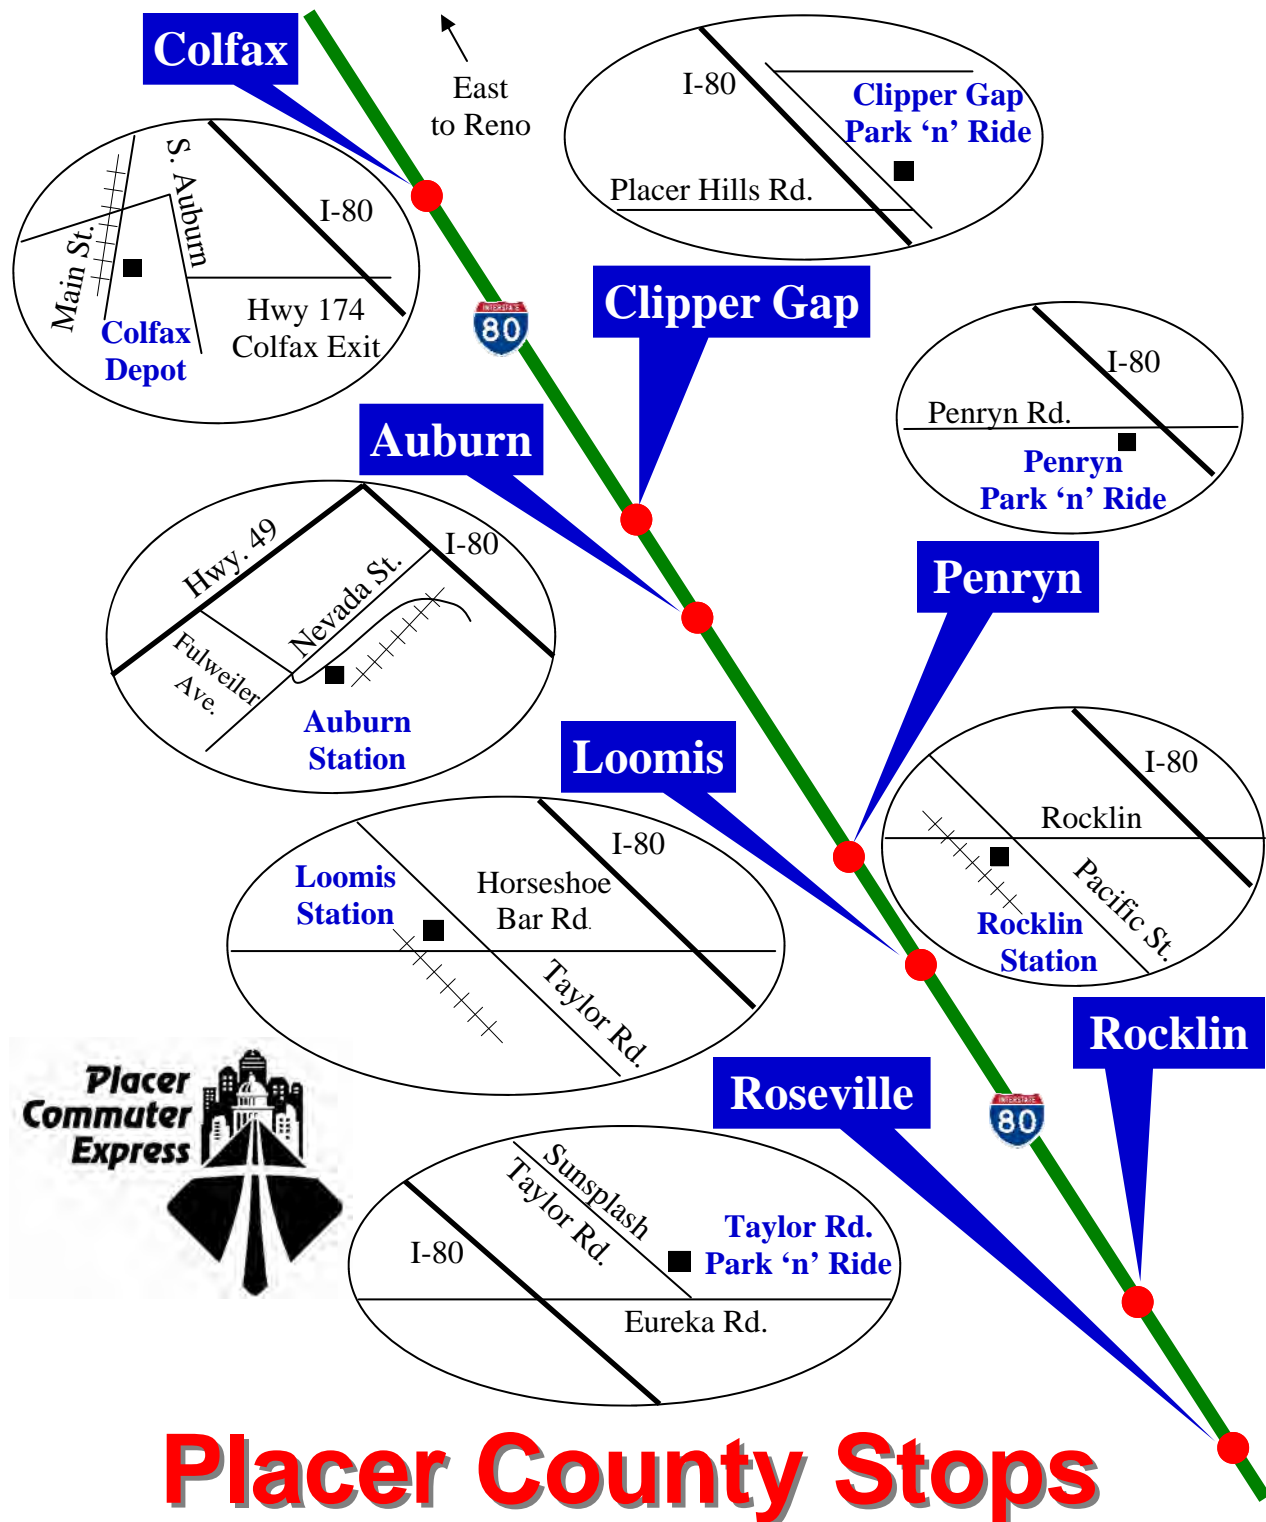 Colfax
East
to Reno
I-80
Clipper Gap
Park ‘n’ Ride
Placer Hills Rd.
S. Auburn
I-80
Main St.
Hwy 174
Colfax Exit
Colfax
Depot
INTERSTATE
80
Clipper Gap
I-80
Penryn Rd.
Penryn
Park ‘n’ Ride
Auburn
Hwy. 49
I-80
Nevada St.
Fulweiler
Ave.
Auburn
Station
Penryn
Loomis
I-80
Rocklin
Pacific St.
Rocklin
Station
I-80
Loomis
Station
Horseshoe
Bar Rd.
Taylor Rd.
Rocklin
Placer
Commuter
Express
Roseville
INTERSTATE
80
Sunsplash
Taylor Rd.
I-80
Taylor Rd.
Park ‘n’ Ride
Eureka Rd.
Placer County Stops